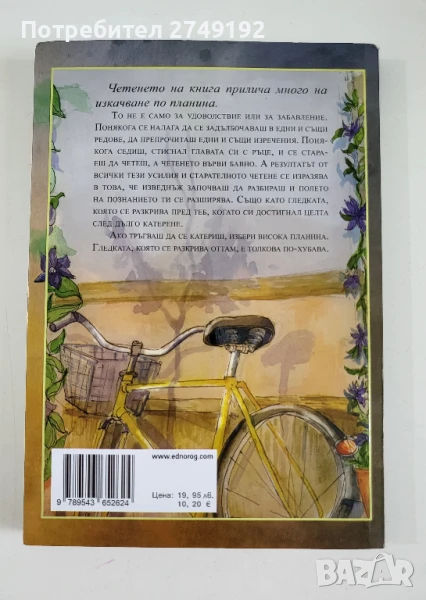 Потребител 2749192
Четенето на книга прилича много на
изкачване по планина.
То не е само за удоволствие или за забавление.
Понякога се налага да се задълбочаваш в едни и същи
редове, да препрочиташ едни и същи изречения. Поня-
кога седиш, стиснал главата си с ръце, и се стара-
еш да четеш, а четенето върви бавно. А резултатът от
всички тези усилия и старателното четене се изразява
в това, че изведнъж започваш да разбираш и полето
на познанието ти се разширява. Също като гледката,
която се разкрива пред теб, когато си достигнал целта
след дълго катерене.
Ако тръгваш да се катериш, избери висока планина.
Гледката, която се разкрива оттам, е толкова по-хубава.
www.ednorog.com
9 789543 652624
Цена: 19, 95 лв.
10, 20 €
BAZAR